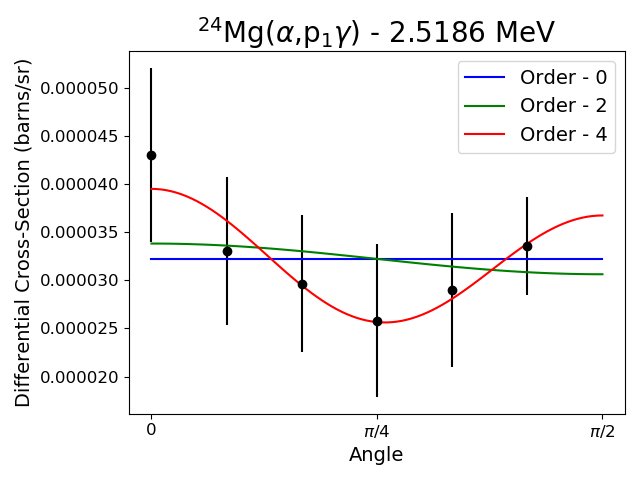 ²⁴Mg(α,p₁γ) - 2.5186 MeV
Order - 0
Order - 2
Order - 4
Differential Cross-Section (barns/sr)
0.000050
0.000045
0.000040
0.000035
0.000030
0.000025
0.000020
0
π/4
π/2
Angle